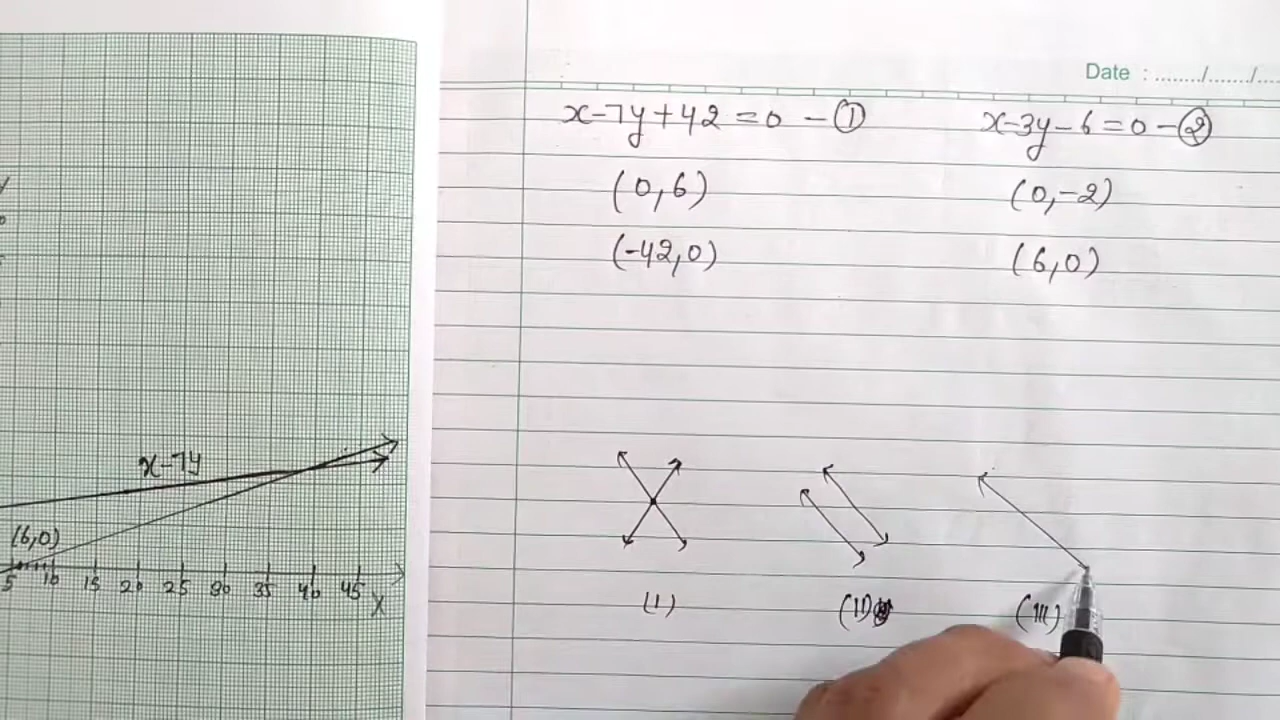 Date : ......../......./....
x-7y+42=0 -①
x-3y-6=0-②
(0,6)
(0,-2)
(-42,0)
(6,0)
x-7y
(6,0)
5 10 15 20 25 30 35 40 45
X
(I)
(II)
(III)